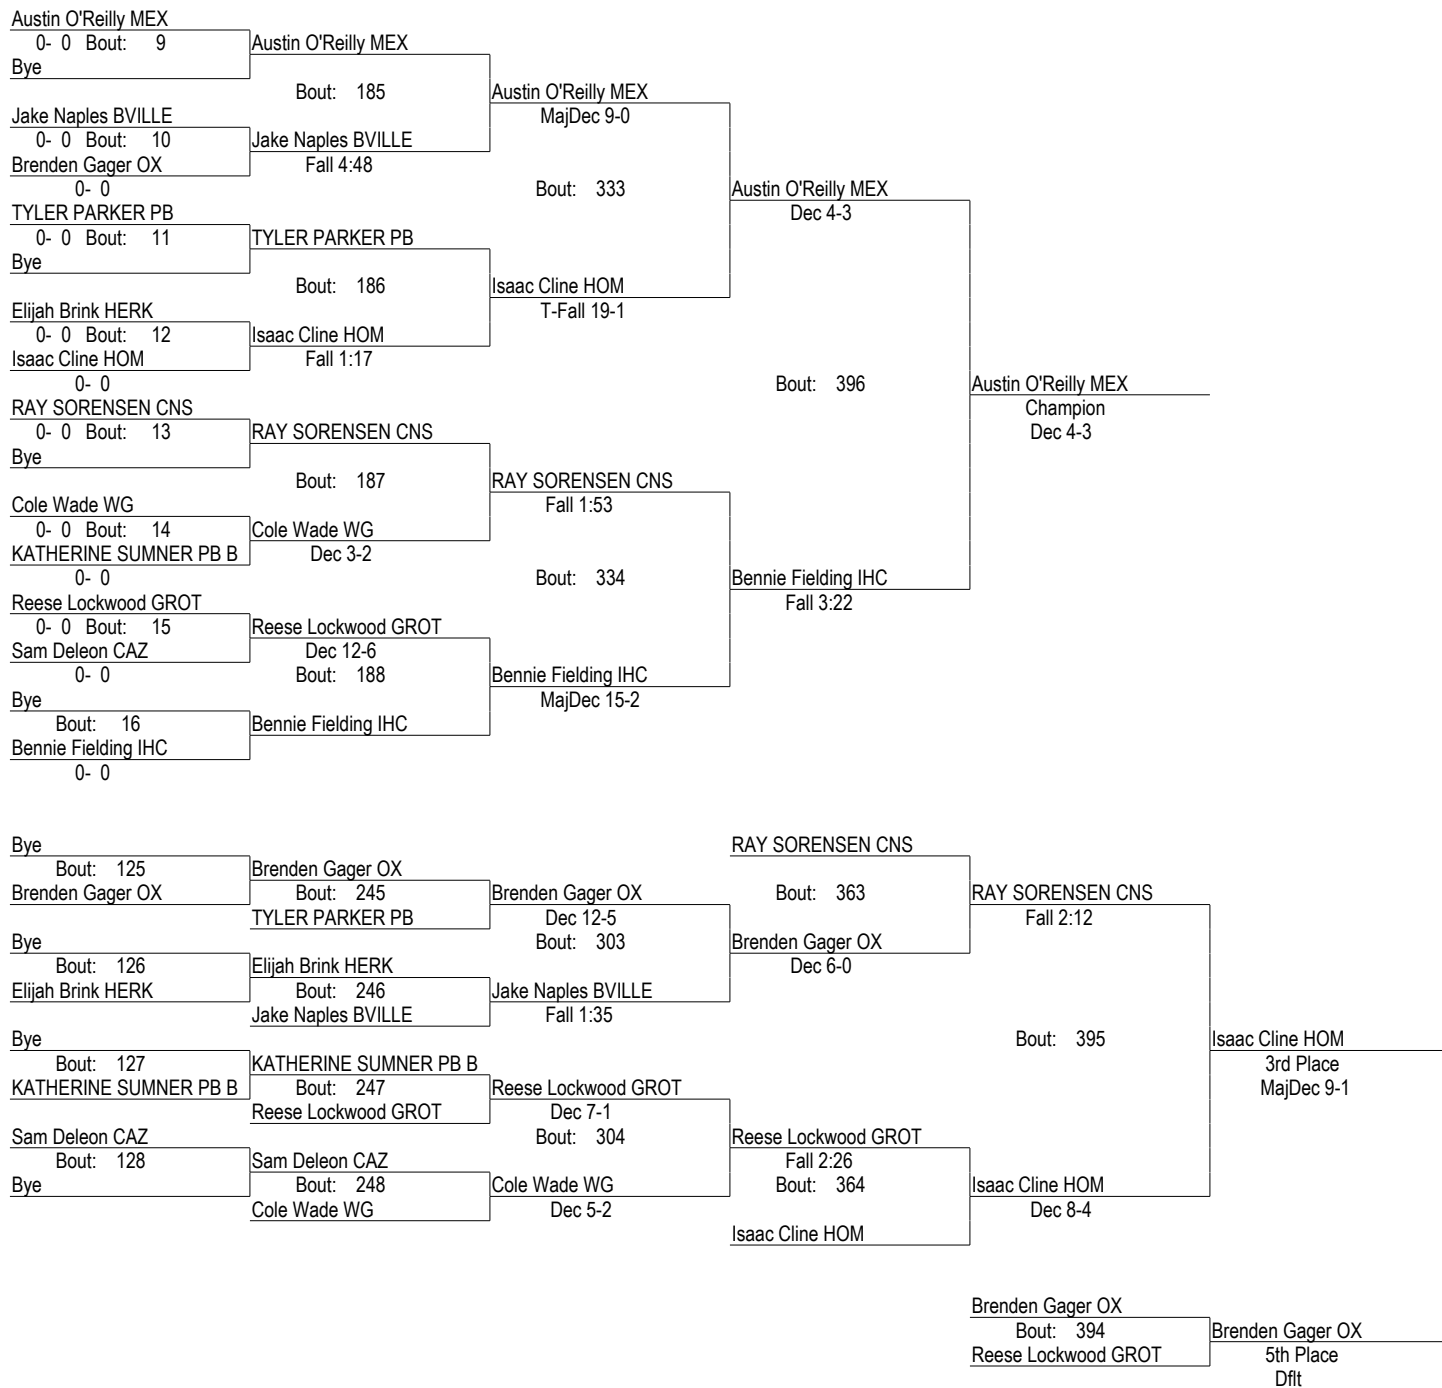 Austin O'Reilly MEX
0- 0 Bout: 9 Austin O'Reilly MEX
Bye
Bout: 185 Austin O'Reilly MEX
Jake Naples BVILLE MajDec 9-0
0- 0 Bout: 10 Jake Naples BVILLE
Brenden Gager OX Fall 4:48
0- 0 Bout: 333 Austin O'Reilly MEX
TYLER PARKER PB Dec 4-3
0- 0 Bout: 11 TYLER PARKER PB
Bye
Bout: 186 Isaac Cline HOM
Elijah Brink HERK T-Fall 19-1
0- 0 Bout: 12 Isaac Cline HOM
Isaac Cline HOM Fall 1:17
0- 0 Bout: 396 Austin O'Reilly MEX
RAY SORENSEN CNS Champion
0- 0 Bout: 13 RAY SORENSEN CNS Dec 4-3
Bye
Bout: 187 RAY SORENSEN CNS
Cole Wade WG Fall 1:53
0- 0 Bout: 14 Cole Wade WG
KATHERINE SUMNER PB B Dec 3-2
0- 0 Bout: 334 Bennie Fielding IHC
Reese Lockwood GROT Fall 3:22
0- 0 Bout: 15 Reese Lockwood GROT
Sam Deleon CAZ Dec 12-6
0- 0 Bout: 188 Bennie Fielding IHC
Bye MajDec 15-2
Bout: 16 Bennie Fielding IHC
Bennie Fielding IHC
0- 0
Bye RAY SORENSEN CNS
Bout: 125 Brenden Gager OX
Brenden Gager OX Bout: 245 Brenden Gager OX Bout: 363 RAY SORENSEN CNS
TYLER PARKER PB Dec 12-5 Fall 2:12
Bye Bout: 303 Brenden Gager OX
Bout: 126 Elijah Brink HERK Dec 6-0
Elijah Brink HERK Bout: 246 Jake Naples BVILLE
Jake Naples BVILLE Fall 1:35
Bye Bout: 395 Isaac Cline HOM
Bout: 127 KATHERINE SUMNER PB B 3rd Place
KATHERINE SUMNER PB B Bout: 247 Reese Lockwood GROT MajDec 9-1
Reese Lockwood GROT Dec 7-1
Sam Deleon CAZ Bout: 304 Reese Lockwood GROT
Bout: 128 Sam Deleon CAZ Fall 2:26
Bye Bout: 248 Cole Wade WG Bout: 364 Isaac Cline HOM
Cole Wade WG Dec 5-2 Dec 8-4
Isaac Cline HOM
Brenden Gager OX
Bout: 394 Brenden Gager OX
Reese Lockwood GROT 5th Place
Dflt